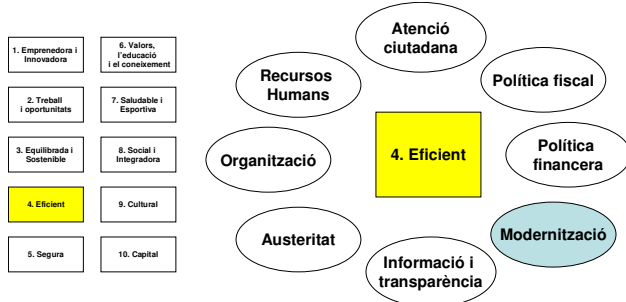 1. Emprenedora i
Innovadora
6. Valors,
l'educació
i el coneixement
2. Treball
i oportunitats
7. Saludable i
Esportiva
3. Equilibrada i
Sostenible
8. Social i
Integradora
4. Eficient
9. Cultural
5. Segura
10. Capital
Atenció
ciutadana
Recursos
Humans
Política fiscal
Organització
4. Eficient
Política
financera
Austeritat
Modernització
Informació i
transparència